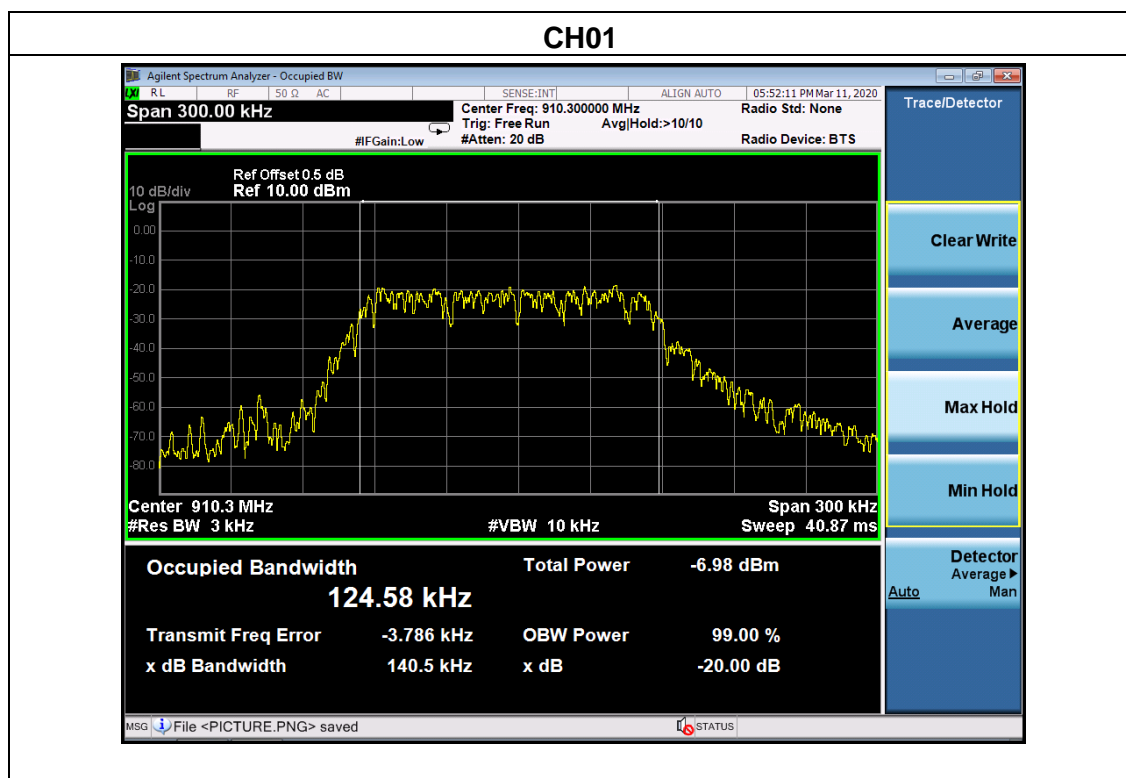 CH01
Agilent Spectrum Analyzer - Occupied BW
LXI RL RF 50 Ω AC SENSE:INT ALIGN AUTO 05:52:11 PM Mar 11, 2020
Span 300.00 kHz
Center Freq: 910.300000 MHz Radio Std: None
Trig: Free Run Avg|Hold:>10/10
#IFGain:Low #Atten: 20 dB Radio Device: BTS
Trace/Detector
Ref Offset 0.5 dB
10 dB/div Ref 10.00 dBm
Log
0.00
-10.0
-20.0
-30.0
-40.0
-50.0
-60.0
-70.0
-80.0
Center 910.3 MHz Span 300 kHz
#Res BW 3 kHz #VBW 10 kHz Sweep 40.87 ms
Occupied Bandwidth Total Power -6.98 dBm
124.58 kHz
Transmit Freq Error -3.786 kHz OBW Power 99.00 %
x dB Bandwidth 140.5 kHz x dB -20.00 dB
Clear Write
Average
Max Hold
Min Hold
Detector
Average
Auto Man
MSG File <PICTURE.PNG> saved STATUS